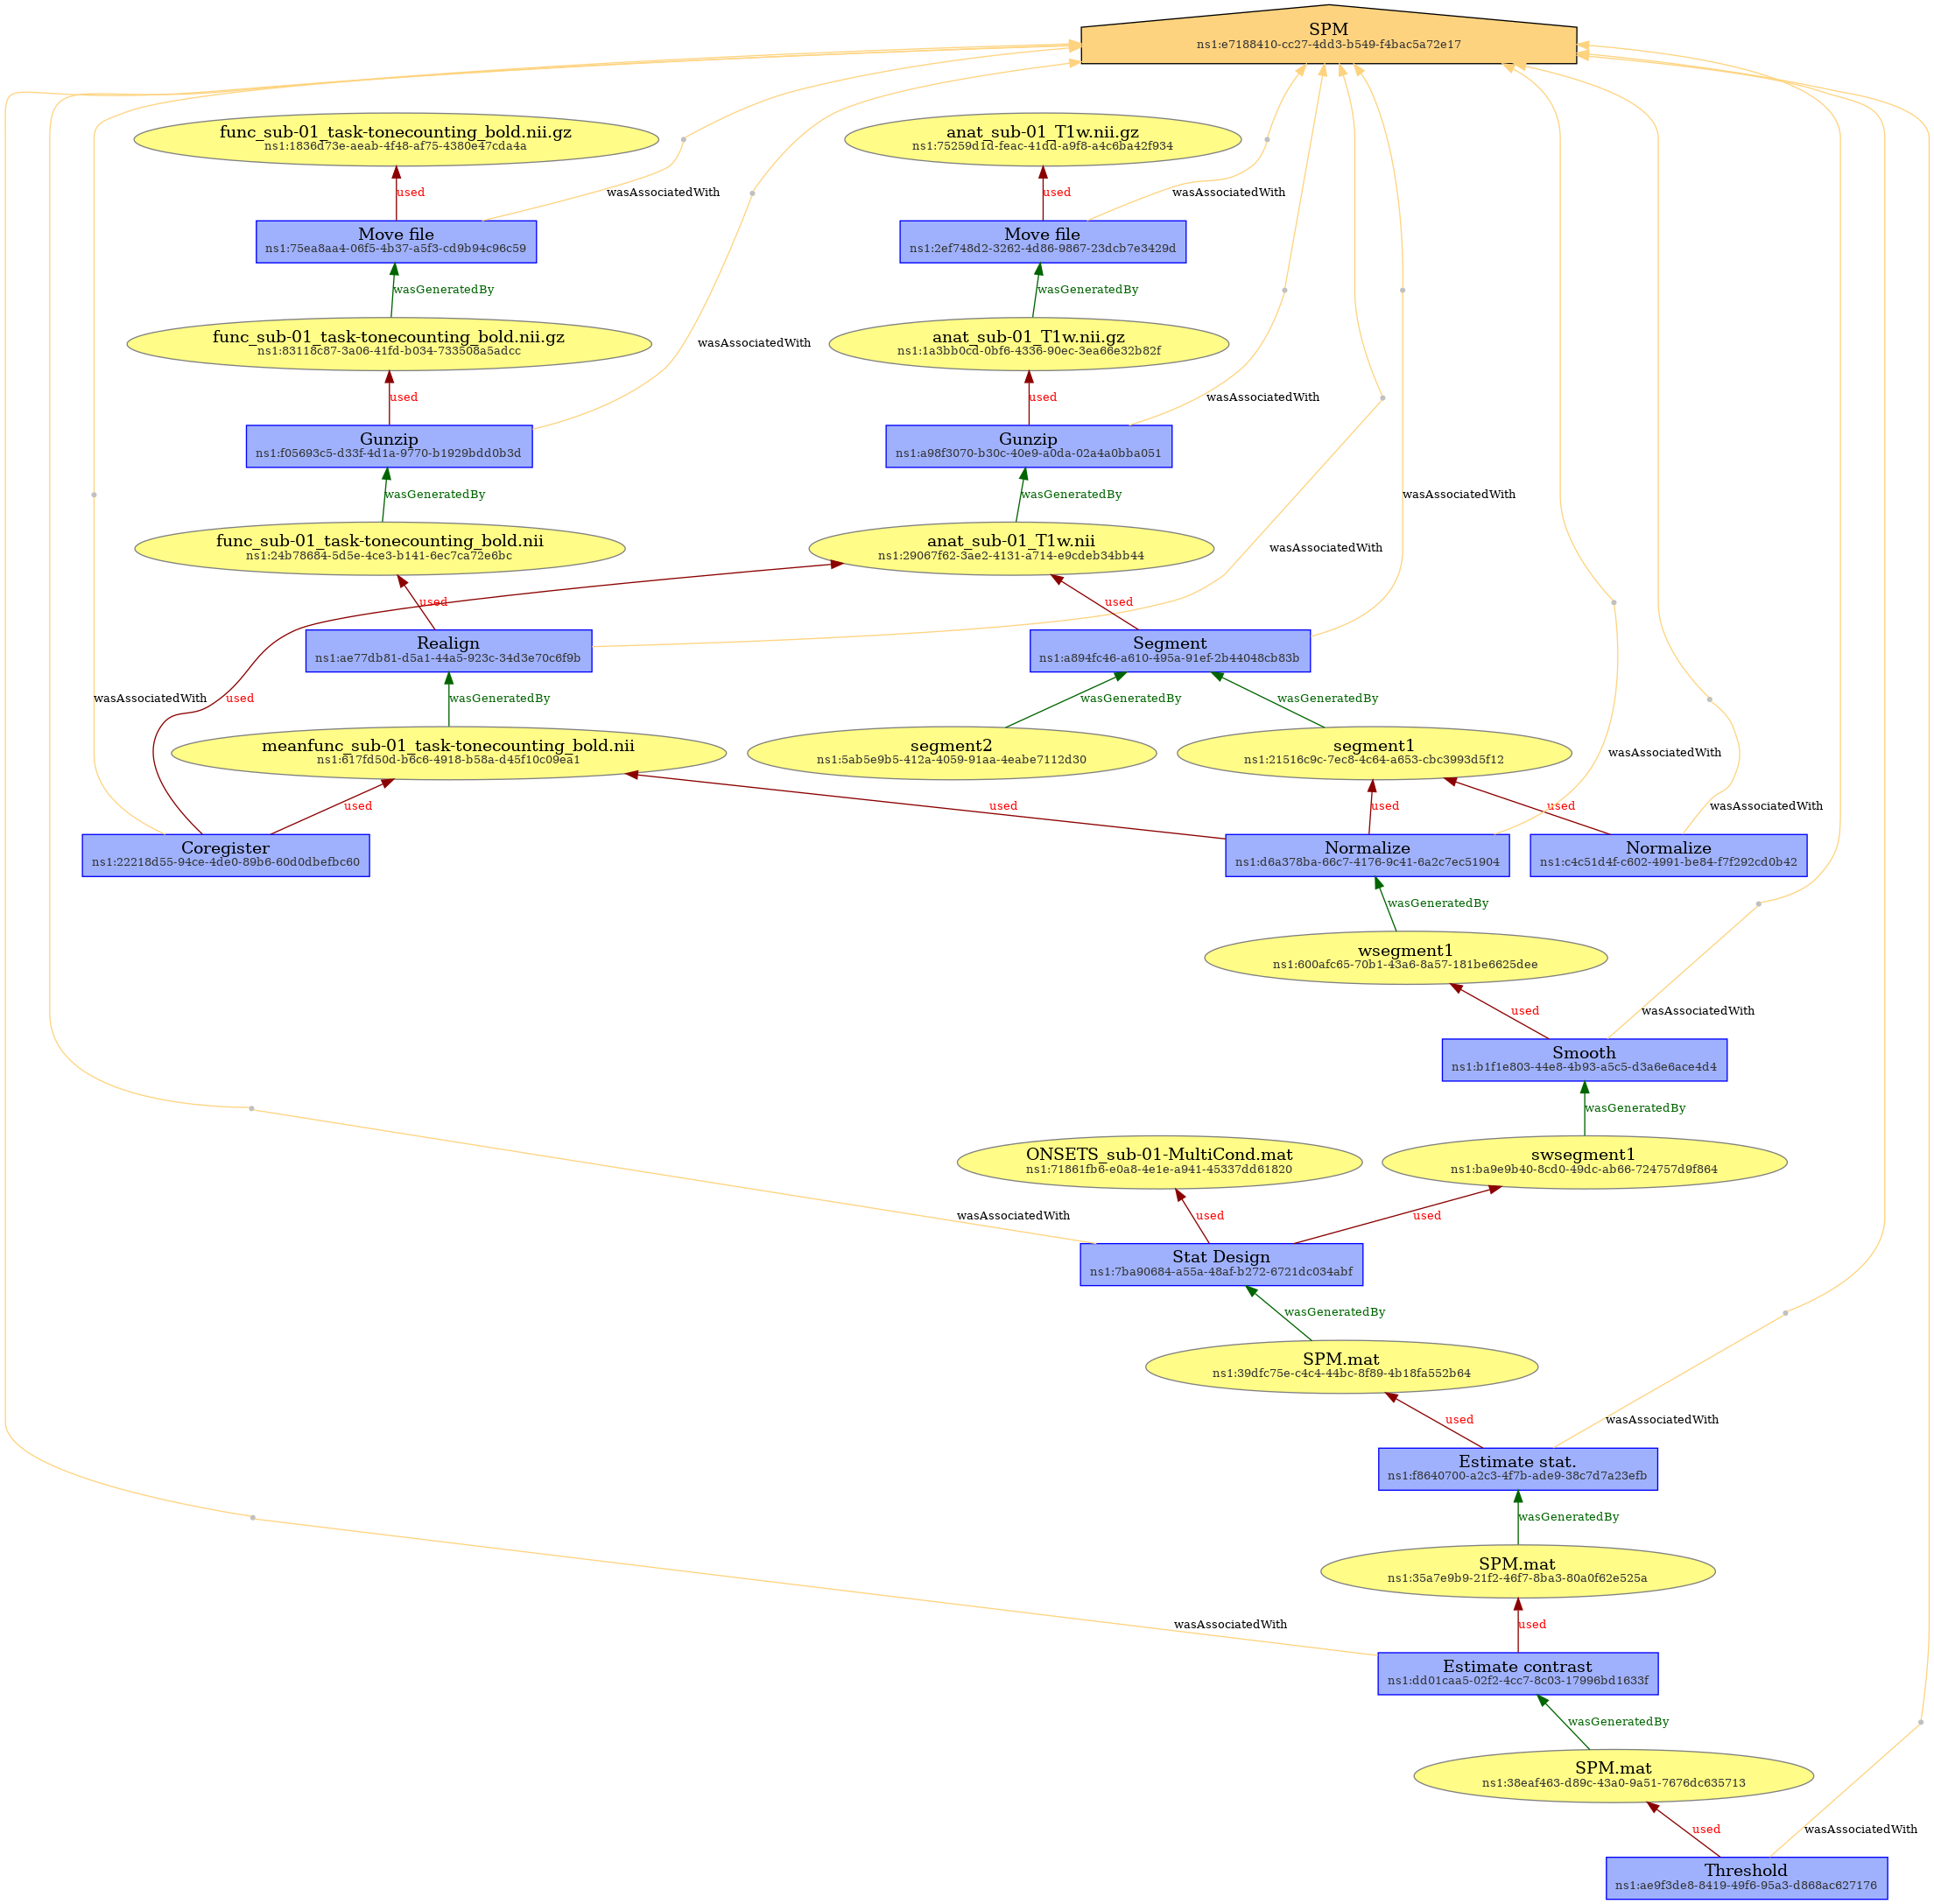 SPM
ns1:e7188410-cc27-4dd3-b549-f4bac5a72e17
func_sub-01_task-tonecounting_bold.nii.gz
ns1:1836d73e-aeab-4f48-af75-4380e47cda4a
anat_sub-01_T1w.nii.gz
ns1:75259d1d-feac-41dd-a9f8-a4c6ba42f934
used
wasAssociatedWith
used
wasAssociatedWith
Move file
ns1:75ea8aa4-06f5-4b37-a5f3-cd9b94c96c59
Move file
ns1:2ef748d2-3262-4d86-9867-23dcb7e3429d
wasGeneratedBy
wasGeneratedBy
func_sub-01_task-tonecounting_bold.nii.gz
ns1:83118c87-3a06-41fd-b034-733508a5adcc
wasAssociatedWith
anat_sub-01_T1w.nii.gz
ns1:1a3bb0cd-0bf6-4336-90ec-3ea66e32b82f
used
used
wasAssociatedWith
Gunzip
ns1:f05693c5-d33f-4d1a-9770-b1929bdd0b3d
Gunzip
ns1:a98f3070-b30c-40e9-a0da-02a4a0bba051
wasGeneratedBy
wasGeneratedBy
wasAssociatedWith
func_sub-01_task-tonecounting_bold.nii
ns1:24b78684-5d5e-4ce3-b141-6ec7ca72e6bc
anat_sub-01_T1w.nii
ns1:29067f62-3ae2-4131-a714-e9cdeb34bb44
wasAssociatedWith
used
used
Realign
ns1:ae77db81-d5a1-44a5-923c-34d3e70c6f9b
Segment
ns1:a894fc46-a610-495a-91ef-2b44048cb83b
wasAssociatedWith
used
wasGeneratedBy
wasGeneratedBy
wasGeneratedBy
meanfunc_sub-01_task-tonecounting_bold.nii
ns1:617fd50d-b6c6-4918-b58a-d45f10c09ea1
segment2
ns1:5ab5e9b5-412a-4059-91aa-4eabe7112d30
segment1
ns1:21516c9c-7ec8-4c64-a653-cbc3993d5f12
wasAssociatedWith
used
used
used
used
wasAssociatedWith
Coregister
ns1:22218d55-94ce-4de0-89b6-60d0dbefbc60
Normalize
ns1:d6a378ba-66c7-4176-9c41-6a2c7ec51904
Normalize
ns1:c4c51d4f-c602-4991-be84-f7f292cd0b42
wasGeneratedBy
wsegment1
ns1:600afc65-70b1-43a6-8a57-181be6625dee
used
wasAssociatedWith
Smooth
ns1:b1f1e803-44e8-4b93-a5c5-d3a6e6ace4d4
wasGeneratedBy
ONSETS_sub-01-MultiCond.mat
ns1:71861fb6-e0a8-4e1e-a941-45337dd61820
swsegment1
ns1:ba9e9b40-8cd0-49dc-ab66-724757d9f864
wasAssociatedWith
used
used
Stat Design
ns1:7ba90684-a55a-48af-b272-6721dc034abf
wasGeneratedBy
SPM.mat
ns1:39dfc75e-c4c4-44bc-8f89-4b18fa552b64
used
wasAssociatedWith
Estimate stat.
ns1:f8640700-a2c3-4f7b-ade9-38c7d7a23efb
wasGeneratedBy
SPM.mat
ns1:35a7e9b9-21f2-46f7-8ba3-80a0f62e525a
wasAssociatedWith
used
Estimate contrast
ns1:dd01caa5-02f2-4cc7-8c03-17996bd1633f
wasGeneratedBy
SPM.mat
ns1:38eaf463-d89c-43a0-9a51-7676dc635713
used
wasAssociatedWith
Threshold
ns1:ae9f3de8-8419-49f6-95a3-d868ac627176